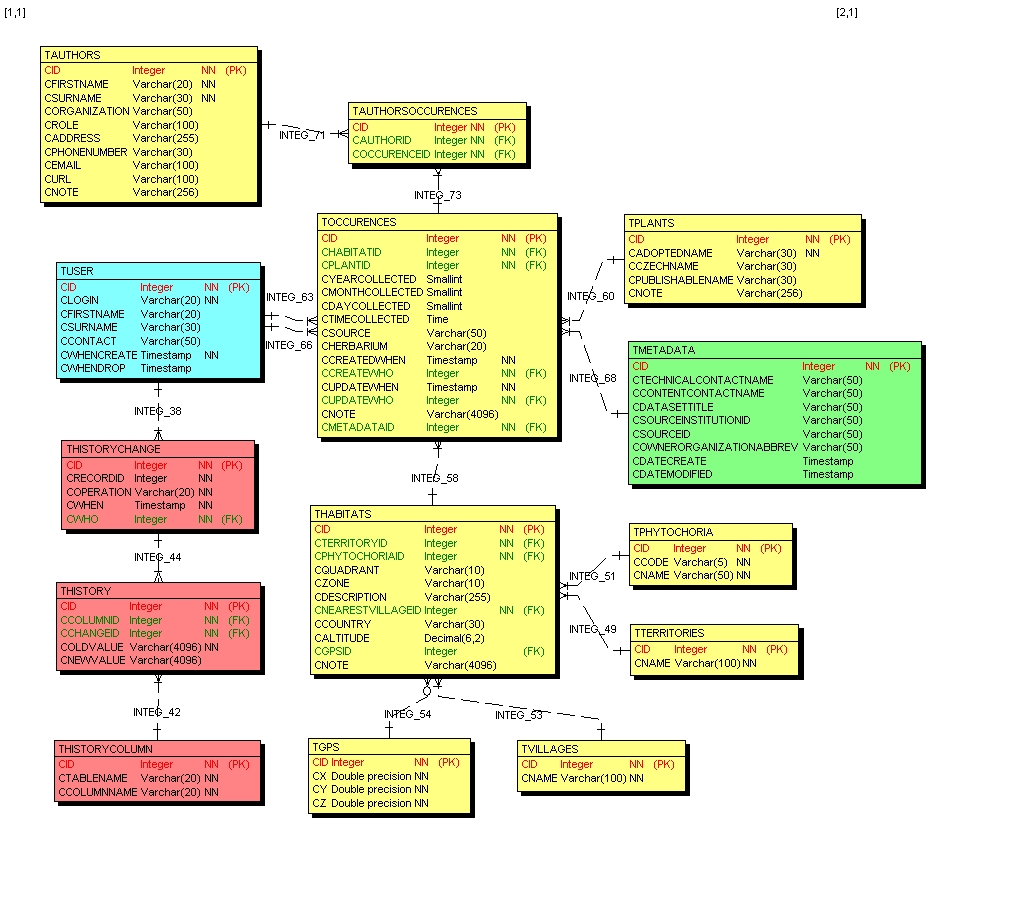 [1,1]
[2,1]
TAUTHORS
CID Integer NN (PK)
CFIRSTNAME Varchar(20) NN
CSURNAME Varchar(30) NN
CORGANIZATION Varchar(50)
CROLE Varchar(100)
CADDRESS Varchar(255)
CPHONENUMBER Varchar(30)
CEMAIL Varchar(100)
CURL Varchar(100)
CNOTE Varchar(256)
INTEG_71
TAUTHORSOCCURENCES
CID Integer NN (PK)
CAUTHORID Integer NN (FK)
COCCURENCEID Integer NN (FK)
INTEG_73
TOCCURENCES
CID Integer NN (PK)
CHABITATID Integer NN (FK)
CPLANTID Integer NN (FK)
CYEARCOLLECTED Smallint
CMONTHCOLLECTED Smallint
CDAYCOLLECTED Smallint
CTIMECOLLECTED Time
CSOURCE Varchar(50)
CHERBARIUM Varchar(20)
CCREATEDWHEN Timestamp NN
CCREATEWHO Integer NN (FK)
CUPDATEWHEN Timestamp NN
CUPDATEWHO Integer NN (FK)
CNOTE Varchar(4096)
CMETADATAID Integer NN (FK)
TPLANTS
CID Integer NN (PK)
CADOPTEDNAME Varchar(30) NN
CCZECHNAME Varchar(30)
CPUBLISHABLENAME Varchar(30)
CNOTE Varchar(256)
INTEG_60
TUSER
CID Integer NN (PK)
CLOGIN Varchar(20) NN
CFIRSTNAME Varchar(20)
CSURNAME Varchar(30)
CCONTACT Varchar(50)
CWHENCREATE Timestamp NN
CWHENDROP Timestamp
INTEG_63
INTEG_66
TMETADATA
CID Integer NN (PK)
CTECHNICALCONTACTNAME Varchar(50)
CCONTENTCONTACTNAME Varchar(50)
CDATASETTITLE Varchar(50)
CSOURCEINSTITUTIONID Varchar(50)
CSOURCEID Varchar(50)
COWNERORGANIZATIONABBREV Varchar(50)
CDATECREATE Timestamp
CDATEMODIFIED Timestamp
INTEG_68
INTEG_38
THISTORYCHANGE
CID Integer NN (PK)
CRECORDID Integer NN
COPERATION Varchar(20) NN
CWHEN Timestamp NN
CWHO Integer NN (FK)
INTEG_58
THABITATS
CID Integer NN (PK)
CTERRITORYID Integer NN (FK)
CPHYTOCHORIAID Integer NN (FK)
CQUADRANT Varchar(10)
CZONE Varchar(10)
CDESCRIPTION Varchar(255)
CNEARESTVILLAGEID Integer NN (FK)
CCOUNTRY Varchar(30)
CALTITUDE Decimal(6,2)
CGPSID Integer (FK)
CNOTE Varchar(4096)
TPHYTOCHORIA
CID Integer NN (PK)
CCODE Varchar(5) NN
CNAME Varchar(50) NN
INTEG_51
INTEG_44
THISTORY
CID Integer NN (PK)
CCOLUMNID Integer NN (FK)
CCHANGEID Integer NN (FK)
COLDVALUE Varchar(4096) NN
CNEWVALUE Varchar(4096)
INTEG_49
TTERRITORIES
CID Integer NN (PK)
CNAME Varchar(100) NN
INTEG_42
INTEG_54
INTEG_53
THISTORYCOLUMN
CID Integer NN (PK)
CTABLENAME Varchar(20) NN
CCOLUMNNAME Varchar(20) NN
TGPS
CID Integer NN (PK)
CX Double precision NN
CY Double precision NN
CZ Double precision NN
TVILLAGES
CID Integer NN (PK)
CNAME Varchar(100) NN